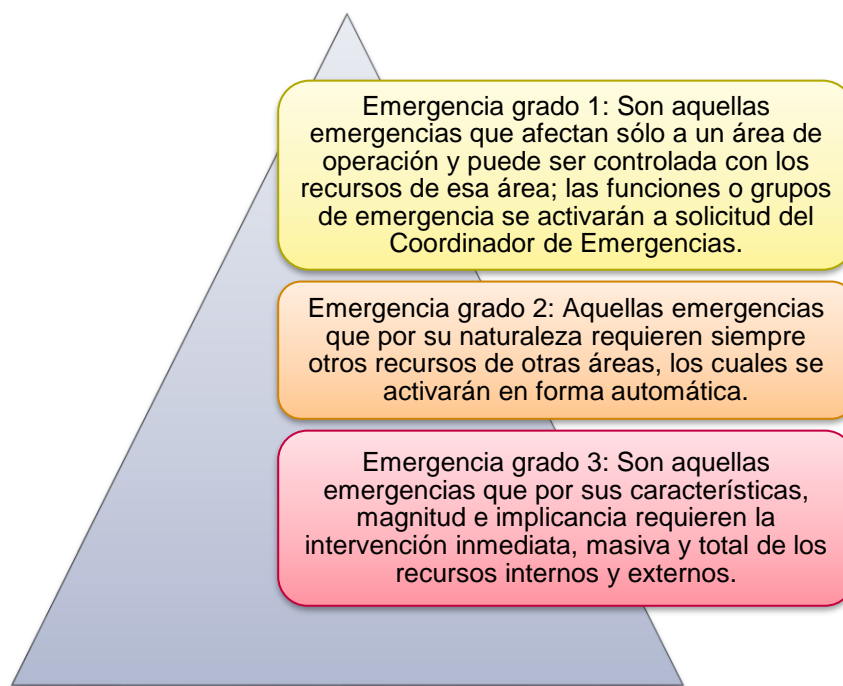 Emergencia grado 1: Son aquellas
emergencias que afectan sólo a un área de
operación y puede ser controlada con los
recursos de esa área; las funciones o grupos
de emergencia se activarán a solicitud del
Coordinador de Emergencias.
Emergencia grado 2: Aquellas emergencias
que por su naturaleza requieren siempre
otros recursos de otras áreas, los cuales se
activarán en forma automática.
Emergencia grado 3: Son aquellas
emergencias que por sus características,
magnitud e implicancia requieren la
intervención inmediata, masiva y total de los
recursos internos y externos.